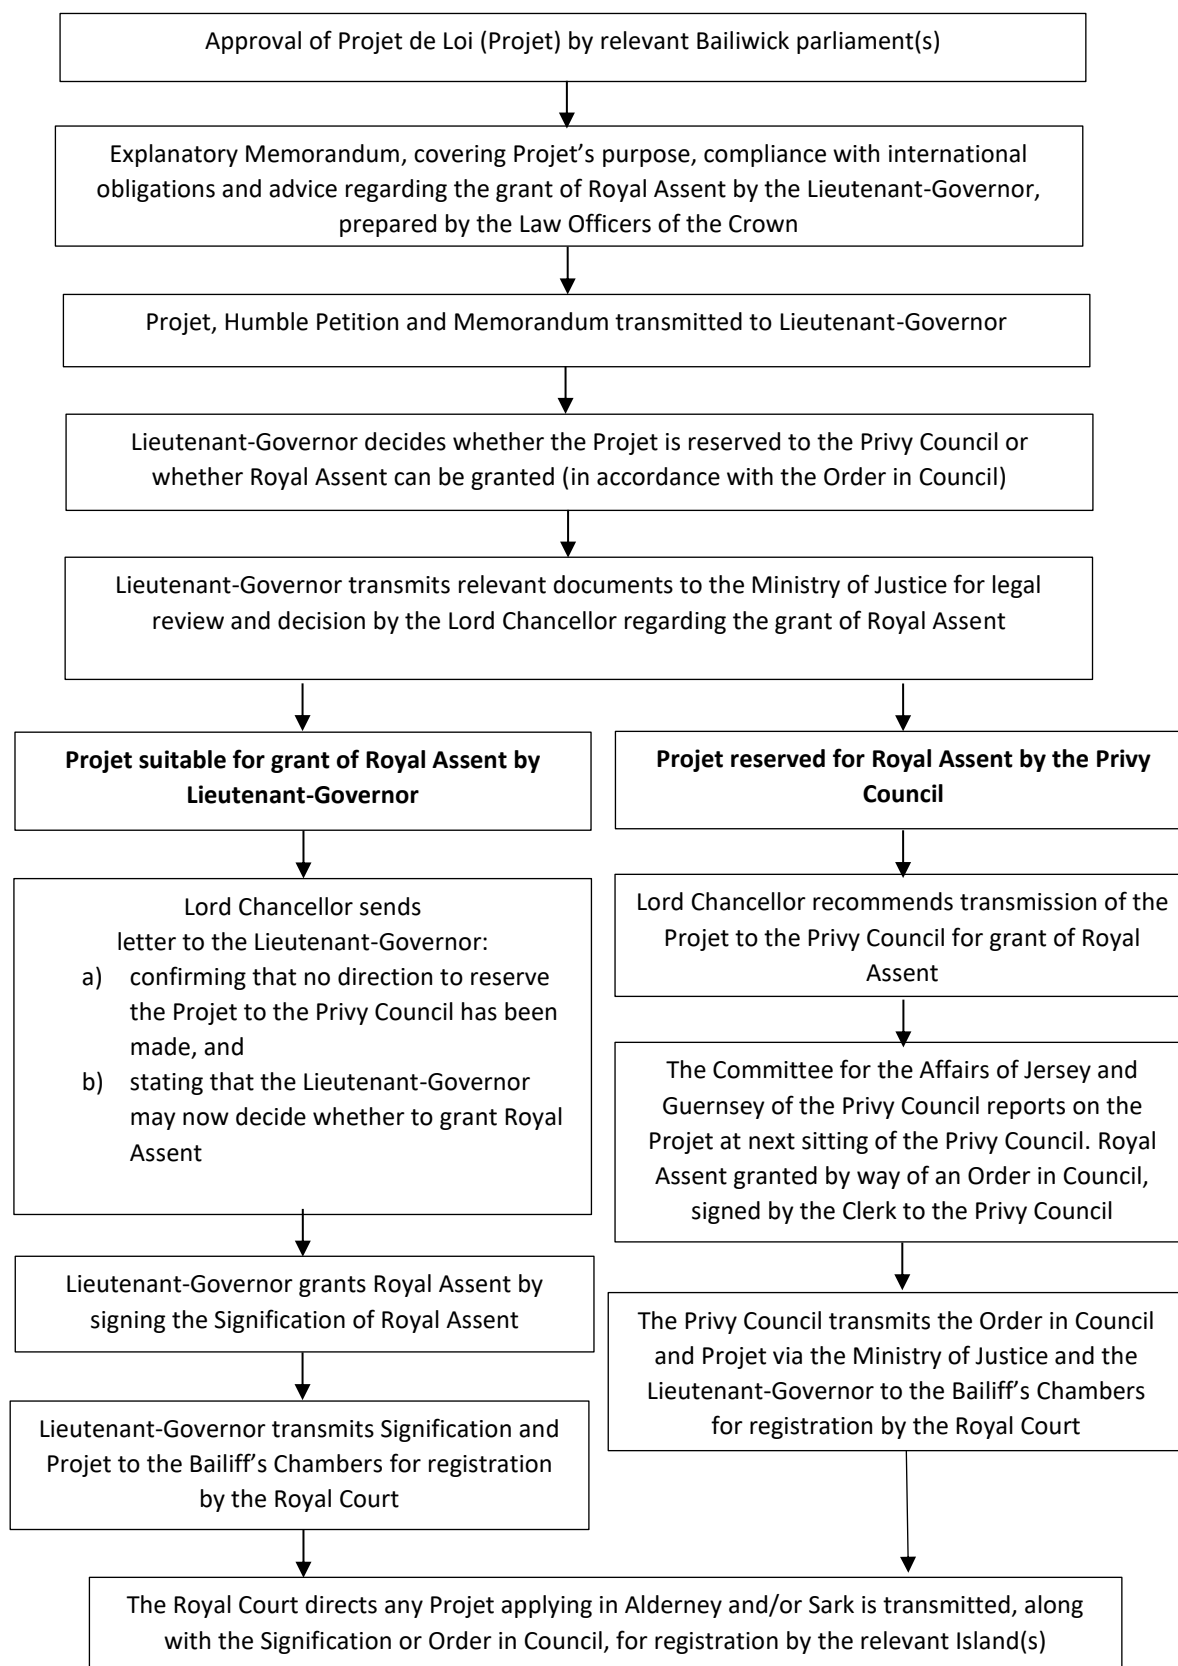 Approval of Projet de Loi (Projet) by relevant Bailiwick parliament(s)
Explanatory Memorandum, covering Projet’s purpose, compliance with international
obligations and advice regarding the grant of Royal Assent by the Lieutenant-Governor,
prepared by the Law Officers of the Crown
Projet, Humble Petition and Memorandum transmitted to Lieutenant-Governor
Lieutenant-Governor decides whether the Projet is reserved to the Privy Council or
whether Royal Assent can be granted (in accordance with the Order in Council)
Lieutenant-Governor transmits relevant documents to the Ministry of Justice for legal
review and decision by the Lord Chancellor regarding the grant of Royal Assent
Projet suitable for grant of Royal Assent by
Lieutenant-Governor
Lord Chancellor sends
letter to the Lieutenant-Governor:
a) confirming that no direction to reserve
the Projet to the Privy Council has been
made, and
b) stating that the Lieutenant-Governor
may now decide whether to grant Royal
Assent
Lieutenant-Governor grants Royal Assent by
signing the Signification of Royal Assent
Lieutenant-Governor transmits Signification and
Projet to the Bailiff’s Chambers for registration
by the Royal Court
Projet reserved for Royal Assent by the Privy
Council
Lord Chancellor recommends transmission of the
Projet to the Privy Council for grant of Royal
Assent
The Committee for the Affairs of Jersey and
Guernsey of the Privy Council reports on the
Projet at next sitting of the Privy Council. Royal
Assent granted by way of an Order in Council,
signed by the Clerk to the Privy Council
The Privy Council transmits the Order in Council
and Projet via the Ministry of Justice and the
Lieutenant-Governor to the Bailiff’s Chambers
for registration by the Royal Court
The Royal Court directs any Projet applying in Alderney and/or Sark is transmitted, along
with the Signification or Order in Council, for registration by the relevant Island(s)